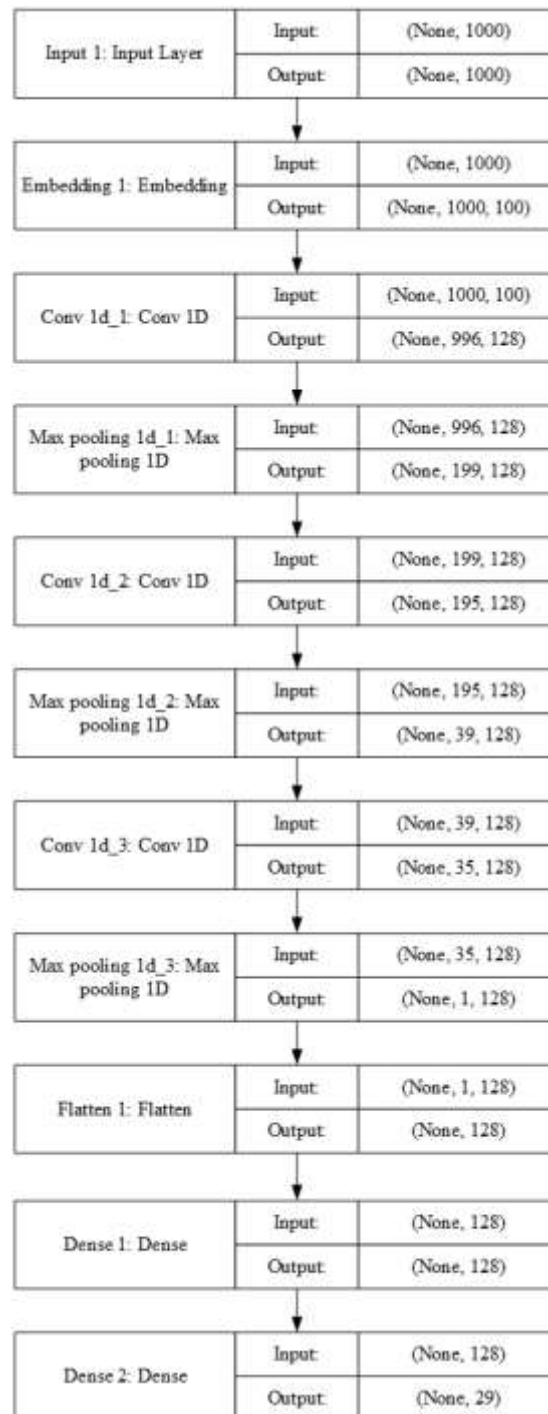 Input 1: Input Layer
Input:
(None, 1000)
Output:
(None, 1000)
Embedding 1: Embedding
Input:
(None, 1000)
Output:
(None, 1000, 100)
Conv 1d_1: Conv 1D
Input:
(None, 1000, 100)
Output:
(None, 996, 128)
Max pooling 1d_1: Max
pooling 1D
Input:
(None, 996, 128)
Output:
(None, 199, 128)
Conv 1d_2: Conv 1D
Input:
(None, 199, 128)
Output:
(None, 195, 128)
Max pooling 1d_2: Max
pooling 1D
Input:
(None, 195, 128)
Output:
(None, 39, 128)
Conv 1d_3: Conv 1D
Input:
(None, 39, 128)
Output:
(None, 35, 128)
Max pooling 1d_3: Max
pooling 1D
Input:
(None, 35, 128)
Output:
(None, 1, 128)
Flatten 1: Flatten
Input:
(None, 1, 128)
Output:
(None, 128)
Dense 1: Dense
Input:
(None, 128)
Output:
(None, 128)
Dense 2: Dense
Input:
(None, 128)
Output:
(None, 29)